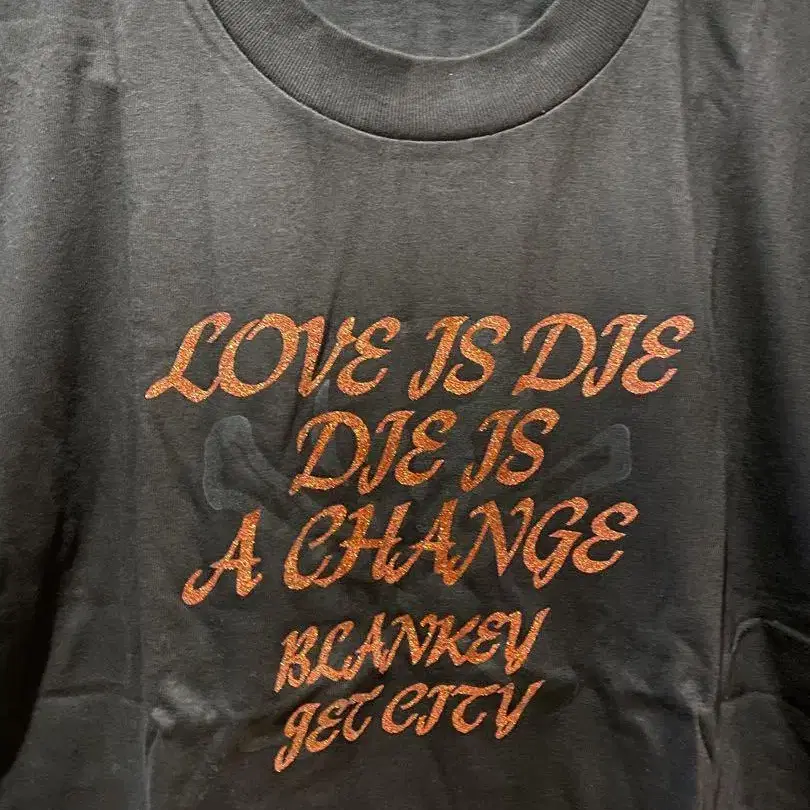 LOVE IS DIE
DIE IS
A CHANGE
BLANKEY
JET CITY